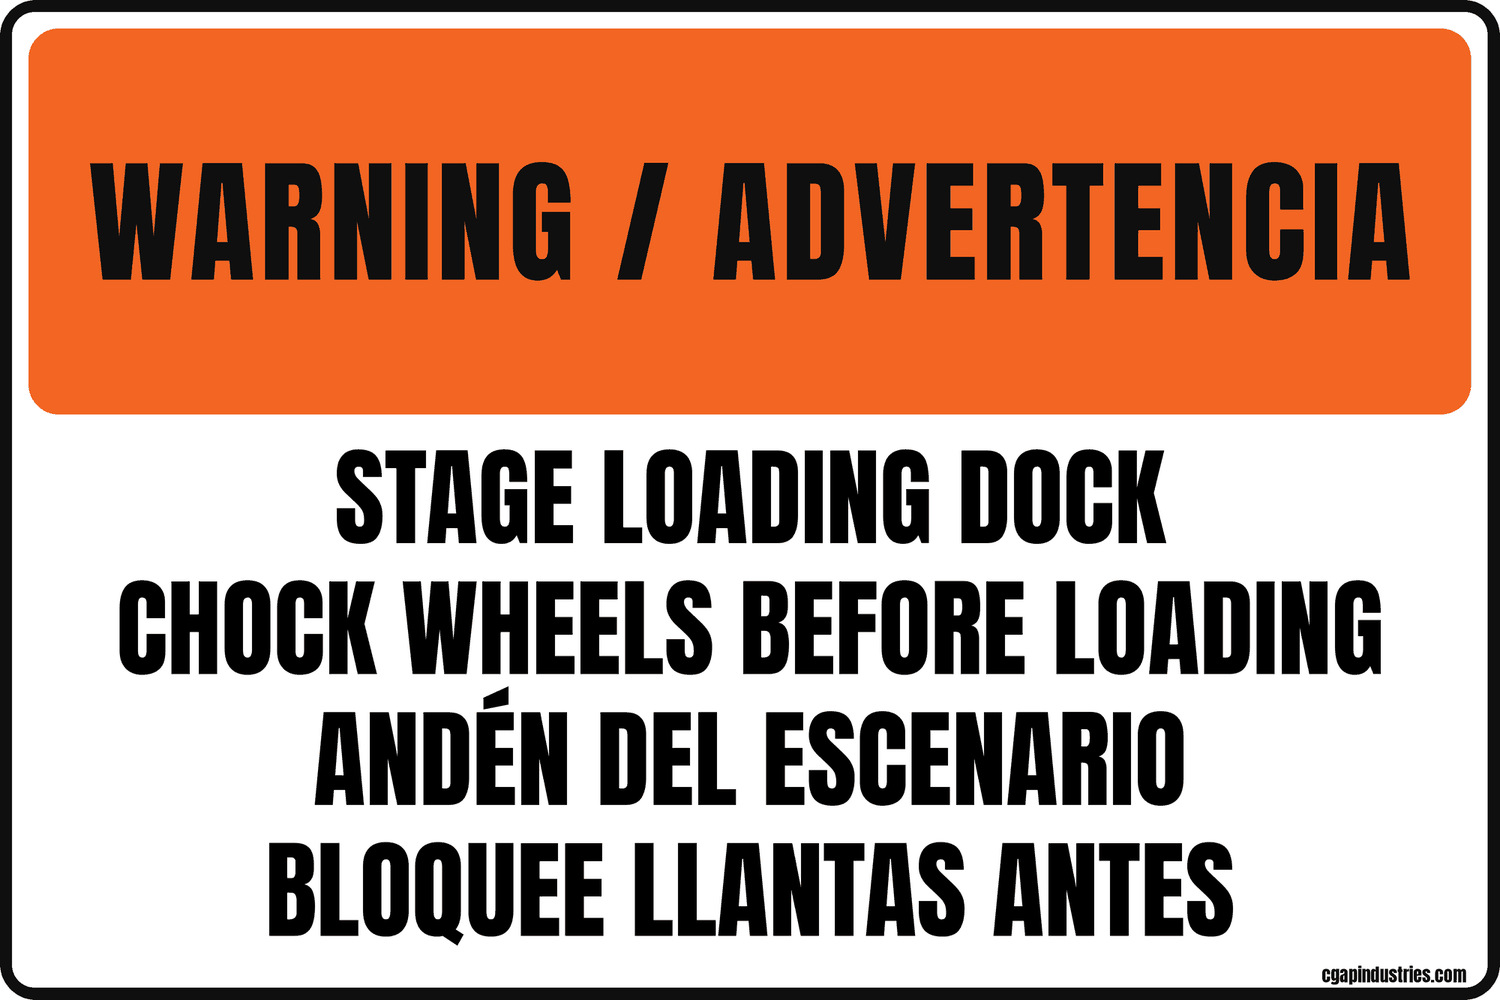 WARNING / ADVERTENCIA
STAGE LOADING DOCK
CHOCK WHEELS BEFORE LOADING
ANDÉN DEL ESCENARIO
BLOQUEE LLANTAS ANTES
cgapindustries.com